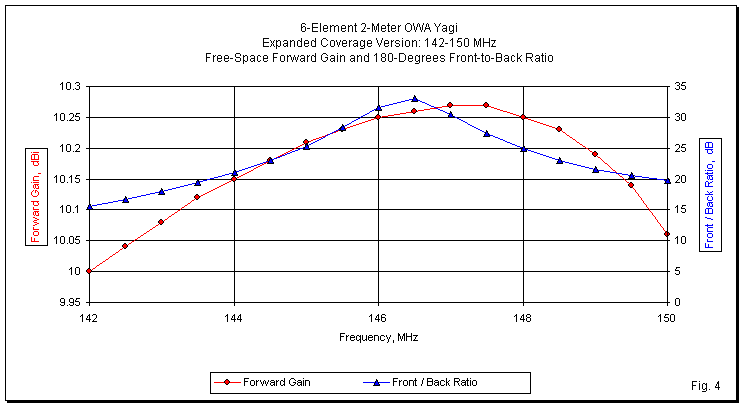 6-Element 2-Meter OWA Yagi
Expanded Coverage Version: 142-150 MHz
Free-Space Forward Gain and 180-Degrees Front-to-Back Ratio
10.3
10.25
10.2
10.15
10.1
10.05
10
9.95
Forward Gain, dBi
35
30
25
20
15
10
5
0
Front / Back Ratio, dB
142
144
146
148
150
Frequency, MHz
Forward Gain
Front / Back Ratio
Fig. 4